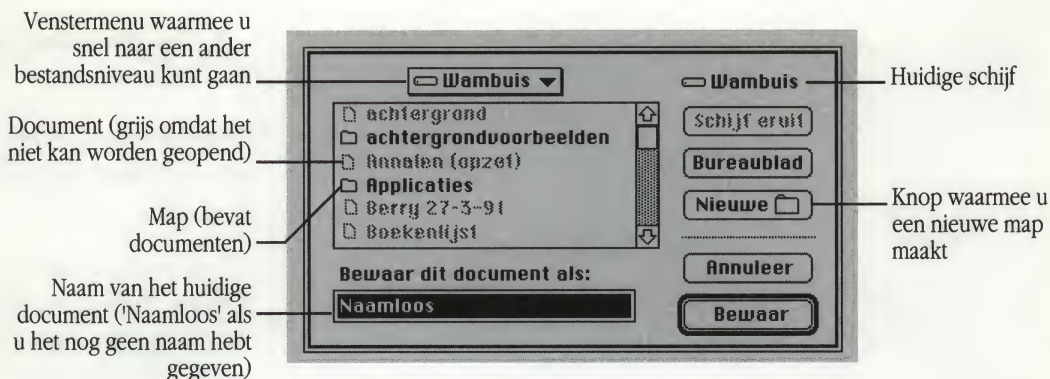 Venstermenu waarmee u
snel naar een ander
bestandsniveau kunt gaan
Document (grijs omdat het
niet kan worden geopend)
Map (bevat
documenten)
Naam van het huidige
document ('Naamloos' als
u het nog geen naam hebt
gegeven)
Wambuis
achtergrond
achtergrondvoorbeelden
Annalen (opzet)
Applicaties
Berry 27-3-91
Boekenlijst
Bewaar dit document als:
Naamloos
Wambuis
Schijf eruit
Bureaublad
Nieuwe
Annuleer
Bewaar
Huidige schijf
Knop waarmee u
een nieuwe map
maakt